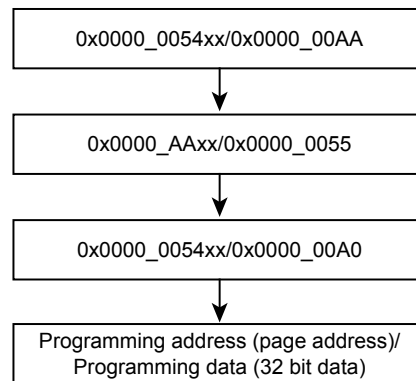 0x0000_0054xx/0x0000_00AA
0x0000_AAxx/0x0000_0055
0x0000_0054xx/0x0000_00A0
Programming address (page address)/
Programming data (32 bit data)